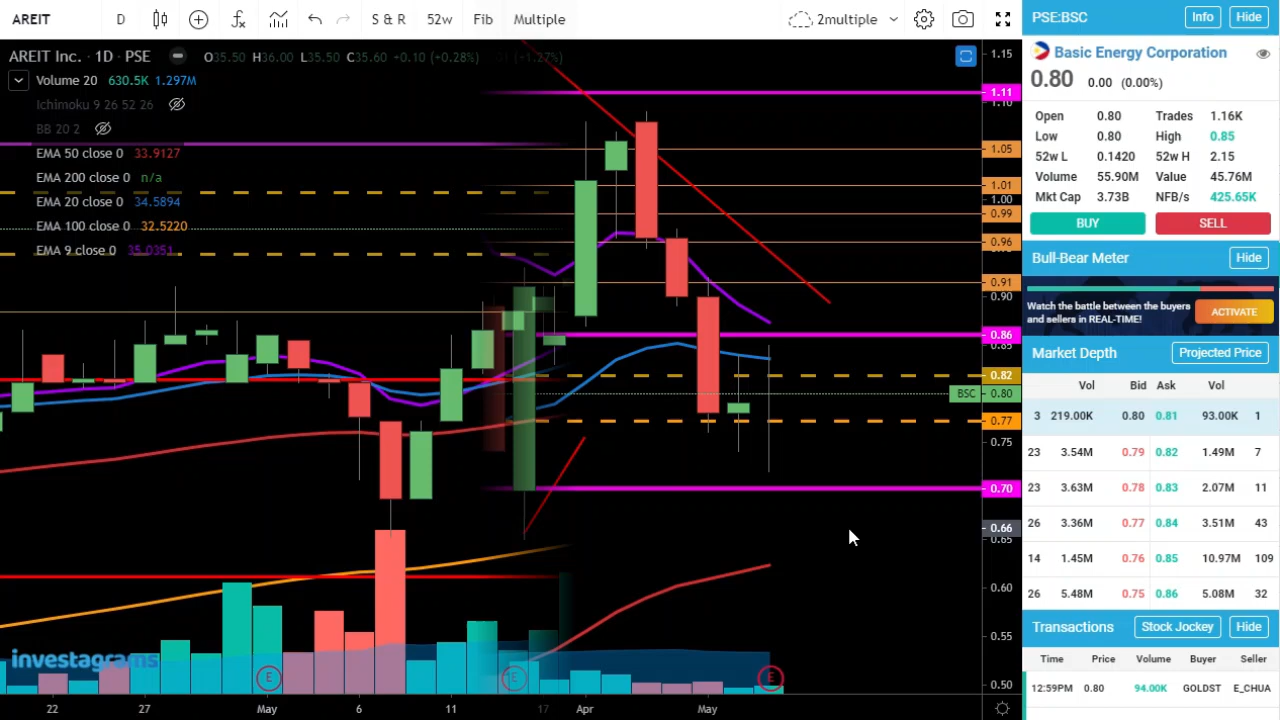 AREIT D S & R 52w Fib Multiple 2multiple
AREIT Inc. · 1D · PSE O35.50 H36.00 L35.50 C35.60 +0.10 (+0.28%)
Volume 20 630.5K 1.297M
Ichimoku 9 26 52 26
BB 20 2
EMA 50 close 0 33.9127
EMA 200 close 0 n/a
EMA 20 close 0 34.5894
EMA 100 close 0 32.5220
EMA 9 close 0 35.0351
1.15
1.11
1.10
1.05
1.01
1.00
0.99
0.96
0.91
0.90
0.86
0.85
0.82
BSC 0.80
0.77
0.75
0.70
0.66
0.65
0.60
0.55
0.50
investagrams
E E E
22 27 May 6 11 17 Apr May
PSE:BSC Info Hide
Basic Energy Corporation
0.80 0.00 (0.00%)
Open 0.80 Trades 1.16K
Low 0.80 High 0.85
52w L 0.1420 52w H 2.15
Volume 55.90M Value 45.76M
Mkt Cap 3.73B NFB/s 425.65K
BUY SELL
Bull-Bear Meter Hide
Watch the battle between the buyers
and sellers in REAL-TIME!
ACTIVATE
Market Depth Projected Price
Vol Bid Ask Vol
3 219.00K 0.80 0.81 93.00K 1
23 3.54M 0.79 0.82 1.49M 7
23 3.63M 0.78 0.83 2.07M 11
26 3.36M 0.77 0.84 3.51M 43
14 1.45M 0.76 0.85 10.97M 109
26 5.48M 0.75 0.86 5.08M 32
Transactions Stock Jockey Hide
Time Price Volume Buyer Seller
12:59PM 0.80 94.00K GOLDST E_CHUA